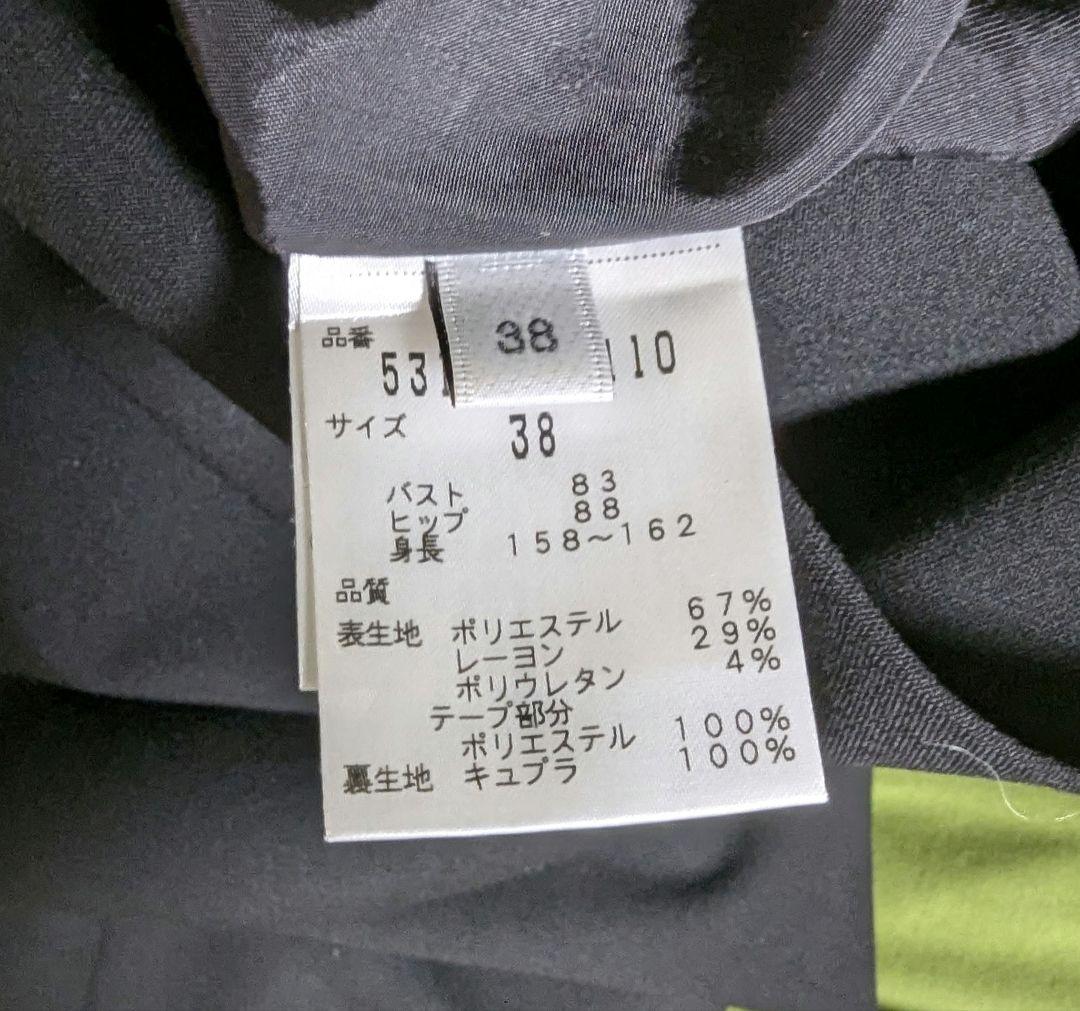 38
品番
53 110
サイズ 38
バスト 83
ヒップ 88
身長 158～162
品質
表生地 ポリエステル 67%
レーヨン 29%
ポリウレタン 4%
テープ部分
ポリエステル 100%
裏生地 キュプラ 100%